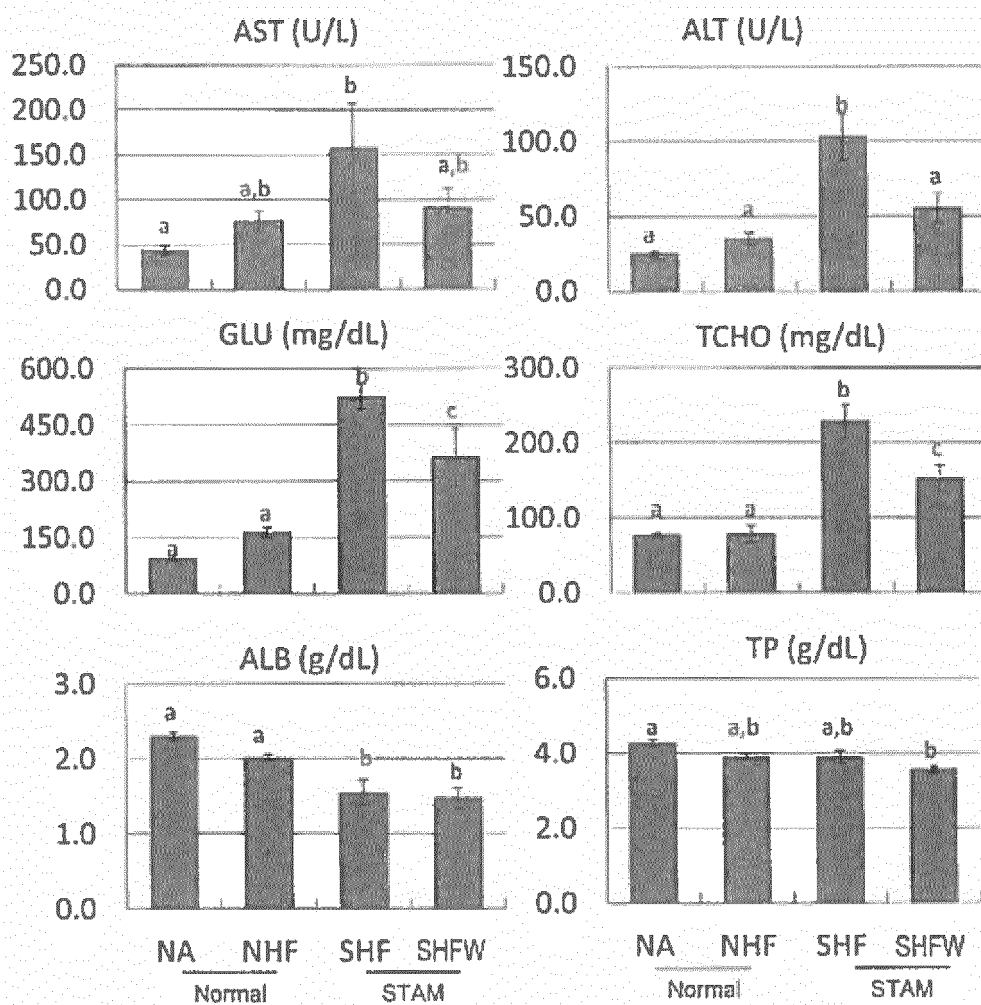 AST (U/L)
250.0
200.0
150.0
100.0
50.0
0.0
a
a,b
b
a,b
ALT (U/L)
150.0
100.0
50.0
0.0
a
a
b
a
GLU (mg/dL)
600.0
450.0
300.0
150.0
0.0
a
a
b
c
TCHO (mg/dL)
300.0
200.0
100.0
0.0
a
a
b
c
ALB (g/dL)
3.0
2.0
1.0
0.0
a
a
b
b
NA NHF SHF SHFW
Normal STAM
TP (g/dL)
6.0
4.0
2.0
0.0
a
a,b
a,b
b
NA NHF SHF SHFW
Normal STAM